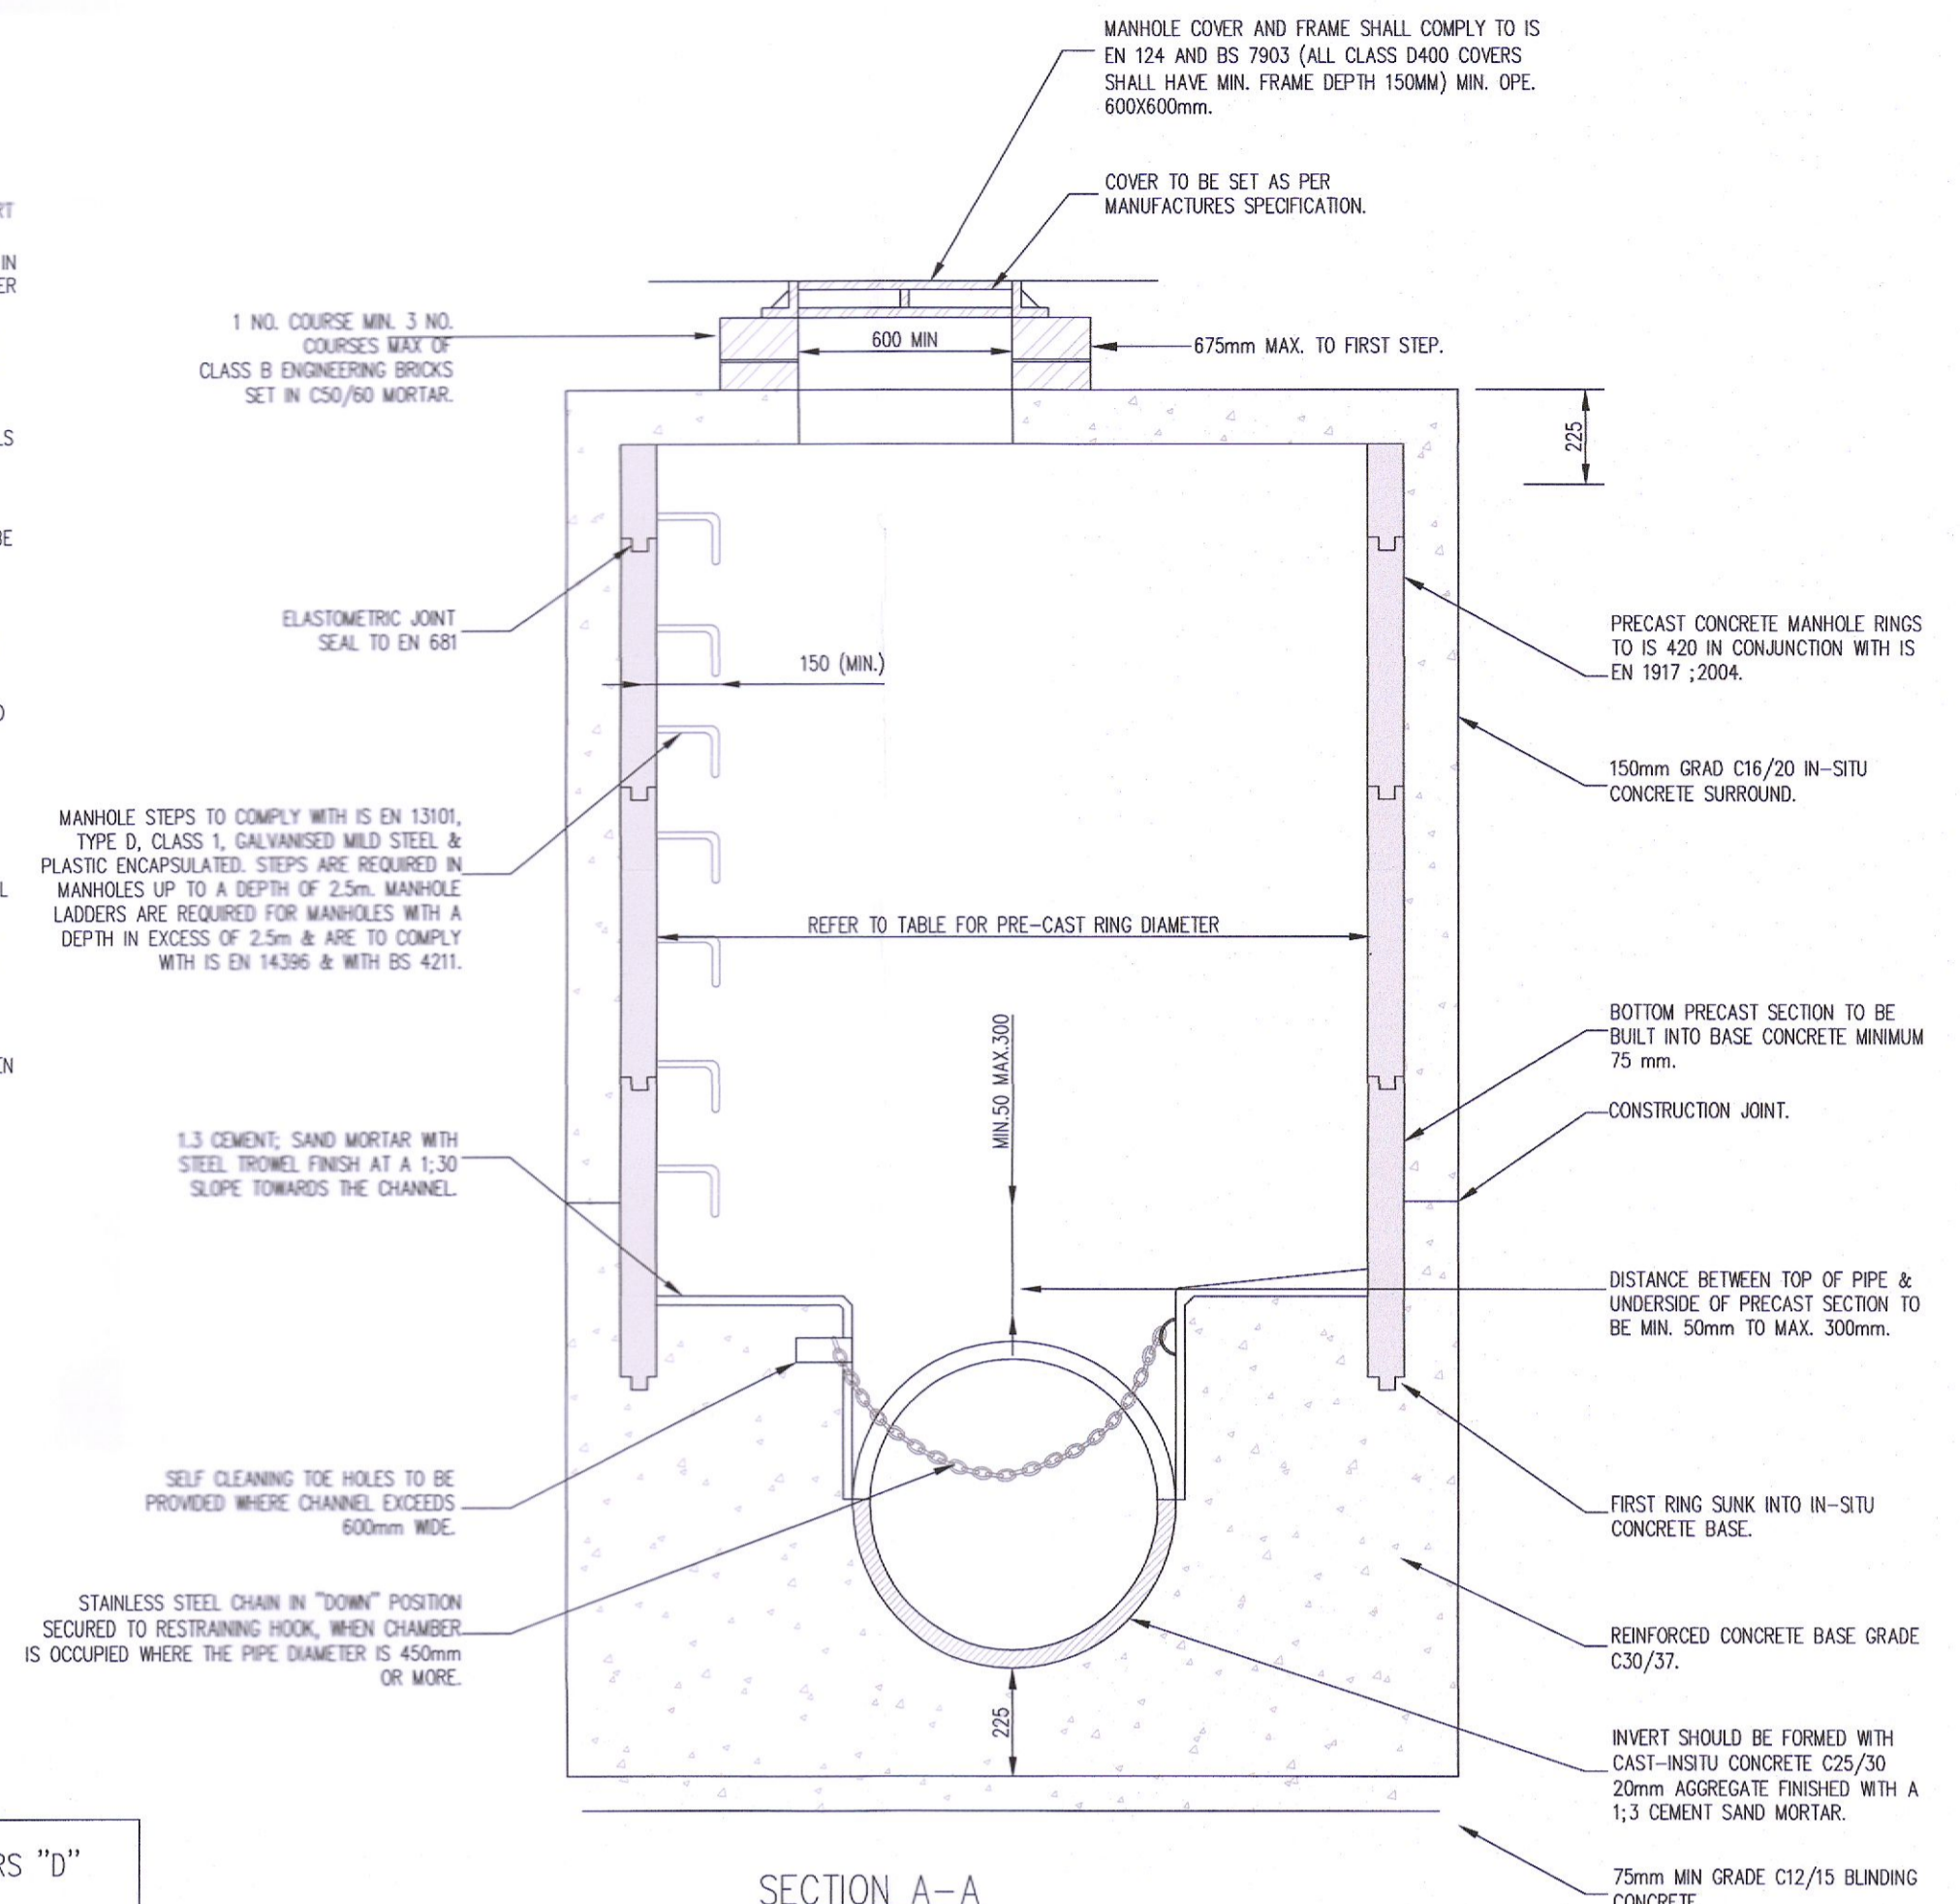 MANHOLE COVER AND FRAME SHALL COMPLY TO IS
EN 124 AND BS 7903 (ALL CLASS D400 COVERS
SHALL HAVE MIN. FRAME DEPTH 150MM) MIN. OPE.
600X600mm.
COVER TO BE SET AS PER
MANUFACTURES SPECIFICATION.
RT
IN
ER
1 NO. COURSE MIN. 3 NO.
COURSES MAX OF
CLASS B ENGINEERING BRICKS
SET IN C50/60 MORTAR.
600 MIN
675mm MAX. TO FIRST STEP.
225
LS
BE
ELASTOMETRIC JOINT
SEAL TO EN 681
150 (MIN.)
PRECAST CONCRETE MANHOLE RINGS
TO IS 420 IN CONJUNCTION WITH IS
EN 1917 ;2004.
150mm GRAD C16/20 IN-SITU
CONCRETE SURROUND.
MANHOLE STEPS TO COMPLY WITH IS EN 13101,
TYPE D, CLASS 1, GALVANISED MILD STEEL &
PLASTIC ENCAPSULATED. STEPS ARE REQUIRED IN
MANHOLES UP TO A DEPTH OF 2.5m. MANHOLE
LADDERS ARE REQUIRED FOR MANHOLES WITH A
DEPTH IN EXCESS OF 2.5m & ARE TO COMPLY
WITH IS EN 14396 & WITH BS 4211.
L
REFER TO TABLE FOR PRE-CAST RING DIAMETER
MIN.50 MAX.300
BOTTOM PRECAST SECTION TO BE
BUILT INTO BASE CONCRETE MINIMUM
75 mm.
EN
CONSTRUCTION JOINT.
1.3 CEMENT; SAND MORTAR WITH
STEEL TROWEL FINISH AT A 1;30
SLOPE TOWARDS THE CHANNEL.
DISTANCE BETWEEN TOP OF PIPE &
UNDERSIDE OF PRECAST SECTION TO
BE MIN. 50mm TO MAX. 300mm.
SELF CLEANING TOE HOLES TO BE
PROVIDED WHERE CHANNEL EXCEEDS
600mm WIDE.
FIRST RING SUNK INTO IN-SITU
CONCRETE BASE.
STAINLESS STEEL CHAIN IN "DOWN" POSITION
SECURED TO RESTRAINING HOOK, WHEN CHAMBER
IS OCCUPIED WHERE THE PIPE DIAMETER IS 450mm
OR MORE.
REINFORCED CONCRETE BASE GRADE
C30/37.
225
INVERT SHOULD BE FORMED WITH
CAST-INSITU CONCRETE C25/30
20mm AGGREGATE FINISHED WITH A
1;3 CEMENT SAND MORTAR.
RS "D"
SECTION A-A
75mm MIN GRADE C12/15 BLINDING
CONCRETE